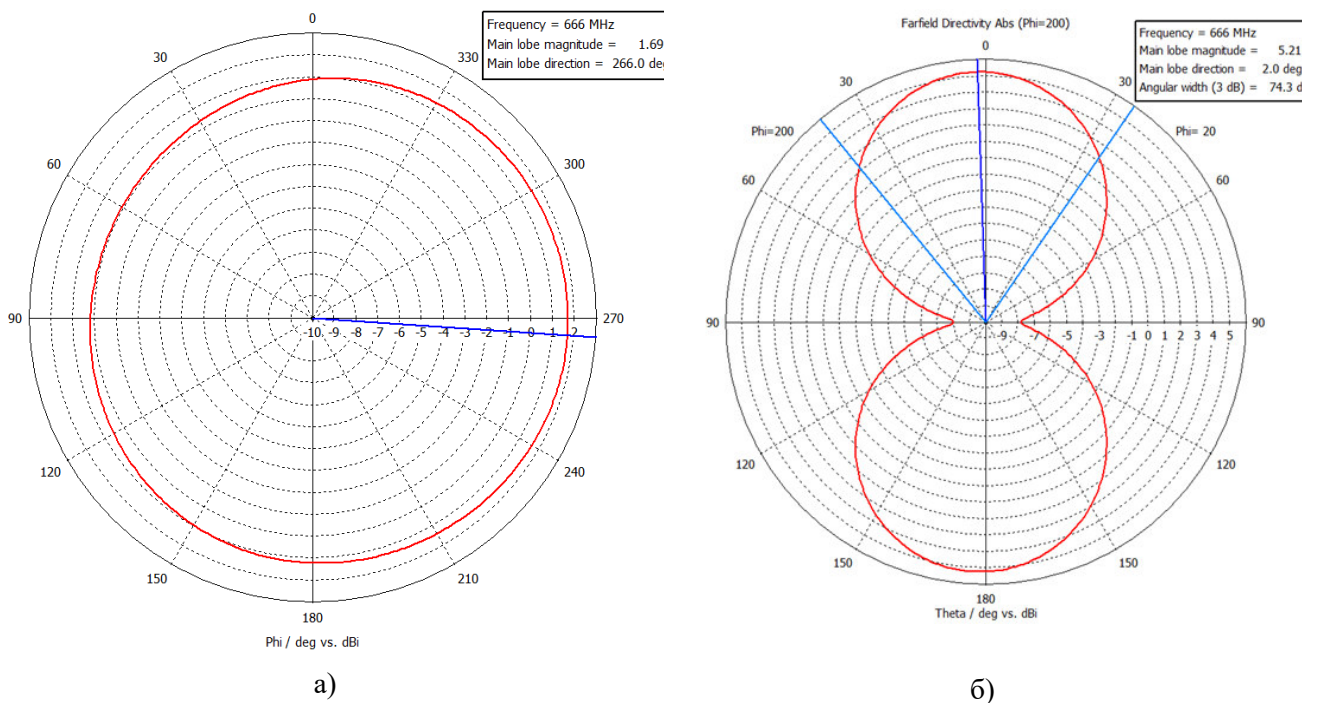 0
Frequency = 666 MHz
Main lobe magnitude = 1.69
Main lobe direction = 266.0 deg
30
330
60
300
90
-10 -9 -8 -7 -6 -5 -4 -3 -2 -1 0 1 2
270
120
240
150
210
180
Phi / deg vs. dBi
а)
Farfield Directivity Abs (Phi=200)
0
Frequency = 666 MHz
Main lobe magnitude = 5.21
Main lobe direction = 2.0 deg
Angular width (3 dB) = 74.3 d
30
30
Phi=200
Phi= 20
60
60
90
-9 -7 -5 -3 -1 0 1 2 3 4 5
90
120
120
150
150
180
Theta / deg vs. dBi
б)